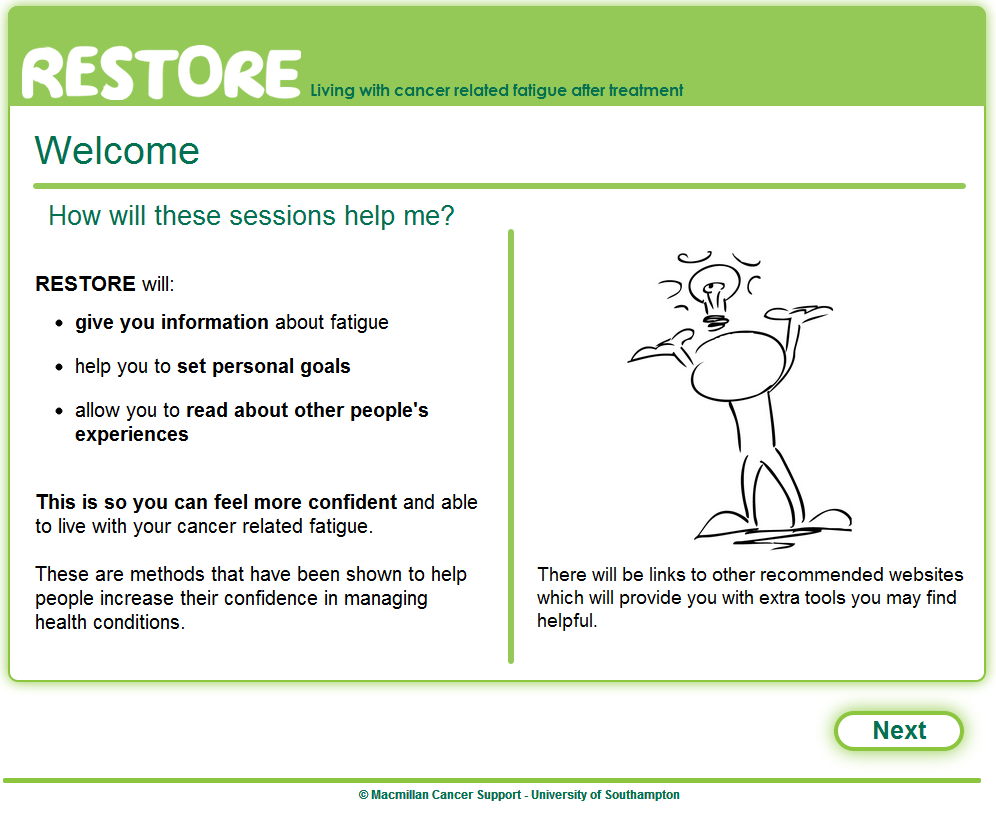 RESTORE Living with cancer related fatigue after treatment
Welcome
How will these sessions help me?
RESTORE will:
• give you information about fatigue
• help you to set personal goals
• allow you to read about other people's
experiences
This is so you can feel more confident and able
to live with your cancer related fatigue.
These are methods that have been shown to help
people increase their confidence in managing
health conditions.
There will be links to other recommended websites
which will provide you with extra tools you may find
helpful.
Next
© Macmillan Cancer Support - University of Southampton